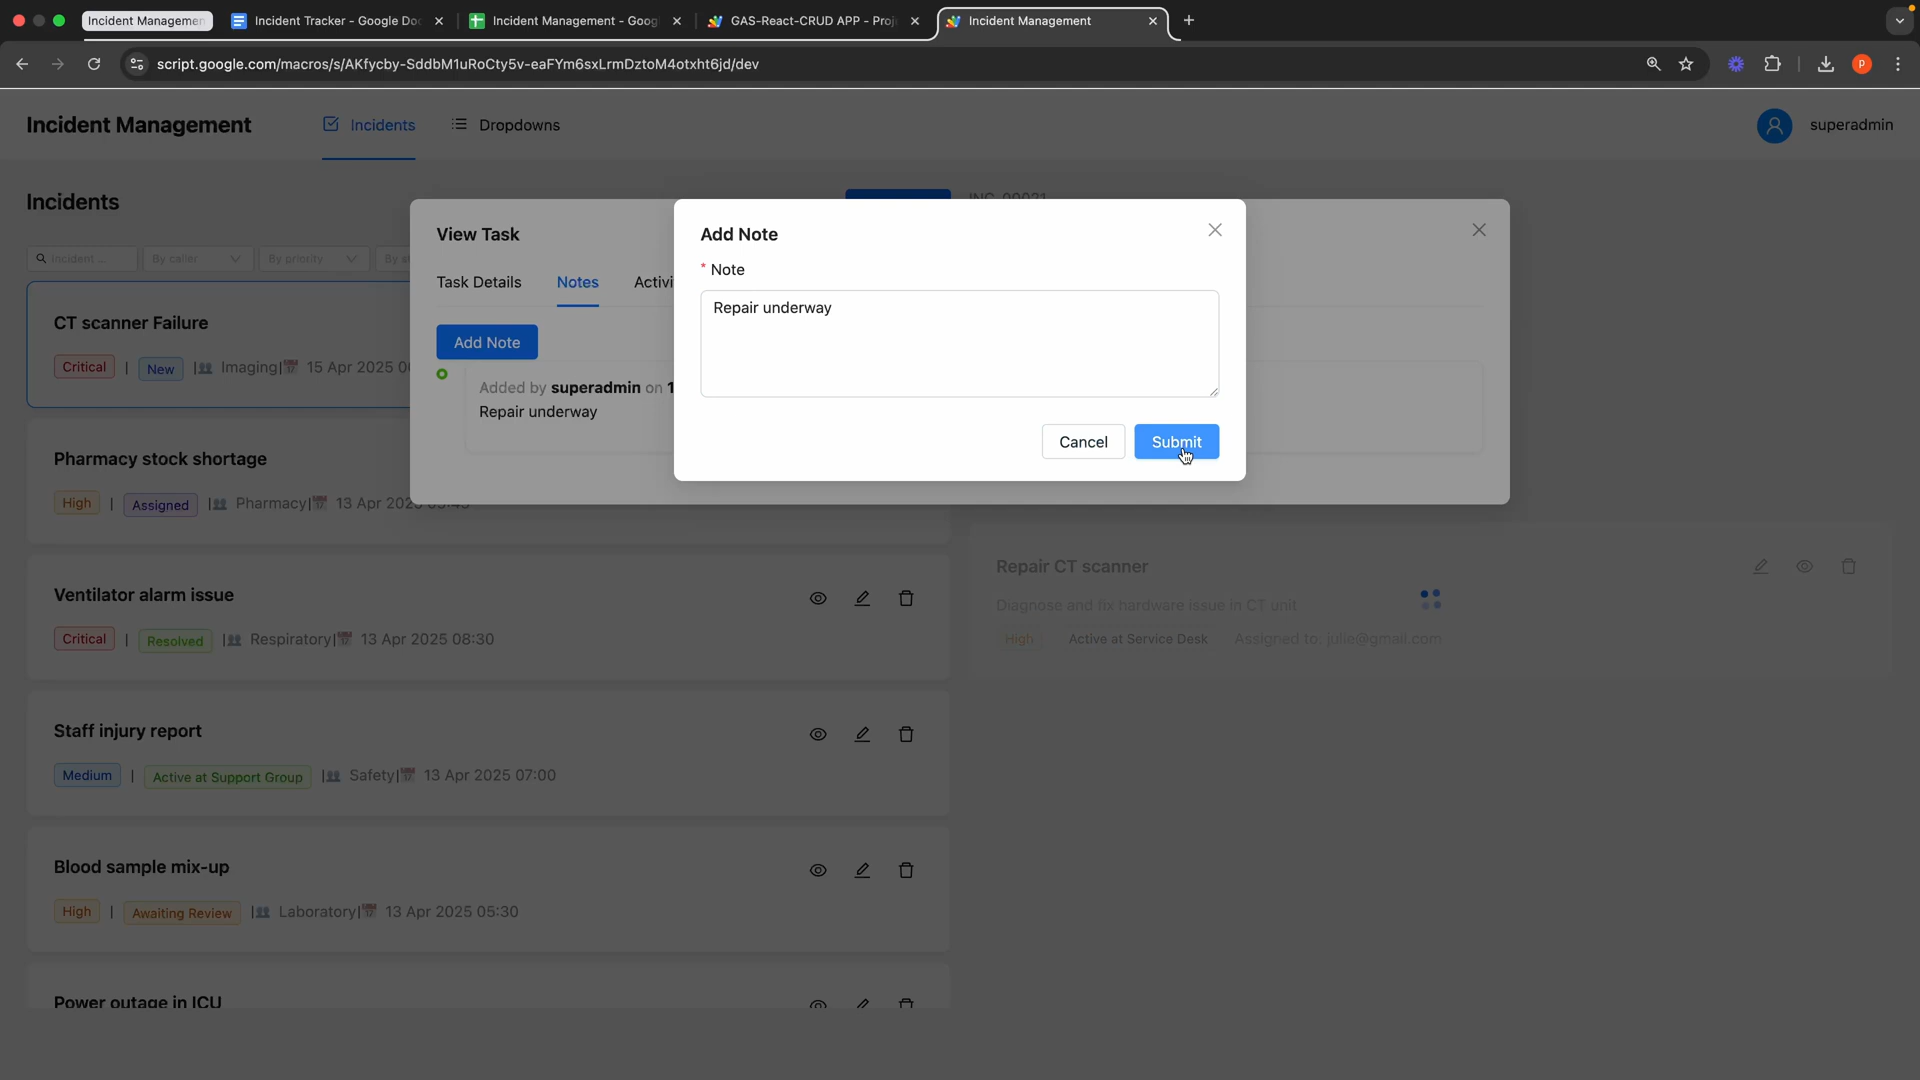 Incident Management
Incident Tracker - Google Doc
Incident Management - Goog
GAS-React-CRUD APP - Proj
Incident Management
script.google.com/macros/s/AKfycby-SddbM1uRoCty5v-eaFYm6sxLrmDztoM4otxht6jd/dev
p
Incident Management
Incidents
Dropdowns
superadmin
Incidents
Incident ...
By caller
By priority
CT scanner Failure
Critical | New | Imaging| 15 Apr 2025
Pharmacy stock shortage
High | Assigned | Pharmacy| 13 Apr 2025 05:45
Ventilator alarm issue
Critical | Resolved | Respiratory| 13 Apr 2025 08:30
Staff injury report
Medium | Active at Support Group | Safety| 13 Apr 2025 07:00
Blood sample mix-up
High | Awaiting Review | Laboratory| 13 Apr 2025 05:30
Power outage in ICU
View Task
Task Details
Notes
Activi
Add Note
Added by superadmin on 1
Repair underway
Add Note
* Note
Repair underway
Cancel
Submit
Repair CT scanner
Diagnose and fix hardware issue in CT unit
High Active at Service Desk Assigned to: julie@gmail.com